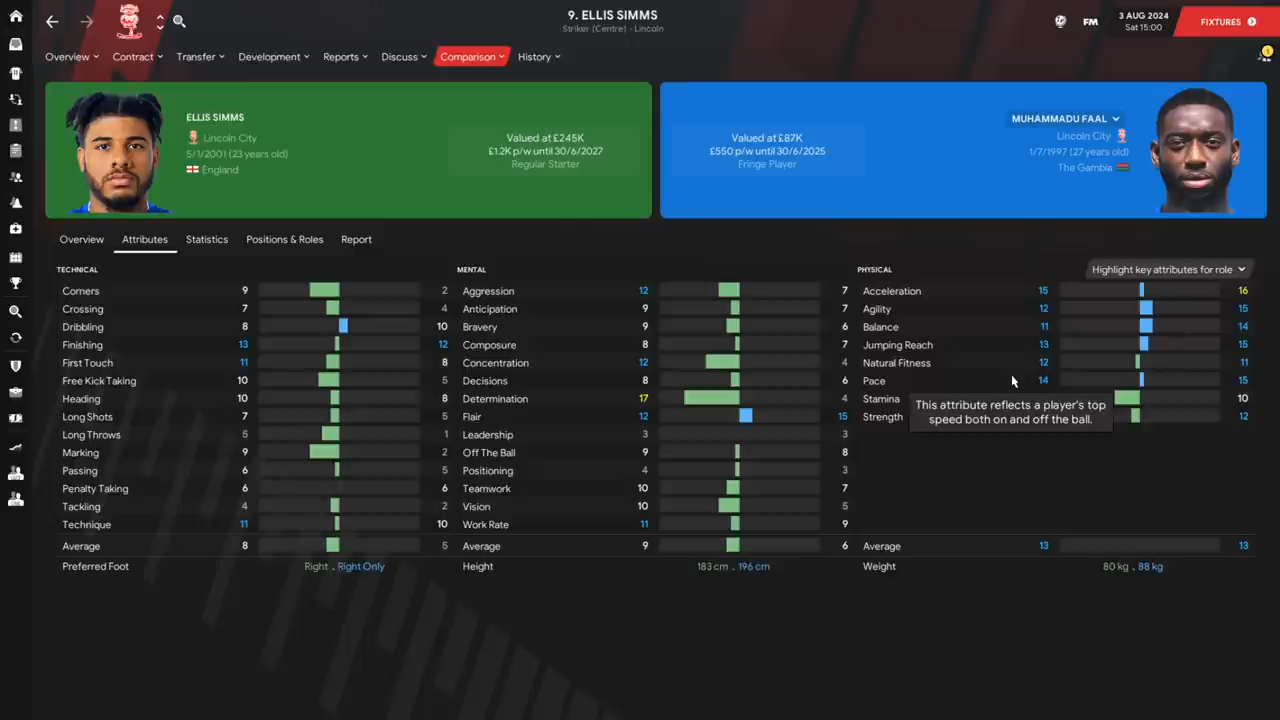 9. ELLIS SIMMS
Striker (Centre) · Lincoln
FM
3 AUG 2024
Sat 15:00
FIXTURES
Overview
Contract
Transfer
Development
Reports
Discuss
Comparison
History
1
ELLIS SIMMS
Lincoln City
5/1/2001 (23 years old)
England
Valued at £245K
£1.2K p/w until 30/6/2027
Regular Starter
Valued at £87K
£550 p/w until 30/6/2025
Fringe Player
MUHAMMADU FAAL
Lincoln City
1/7/1997 (27 years old)
The Gambia
Overview Attributes Statistics Positions & Roles Report
TECHNICAL
Corners 9 2
Crossing 7 4
Dribbling 8 10
Finishing 13 12
First Touch 11 8
Free Kick Taking 10 5
Heading 10 8
Long Shots 7 5
Long Throws 5 1
Marking 9 2
Passing 6 5
Penalty Taking 6 6
Tackling 4 2
Technique 11 10
Average 8 5
Preferred Foot Right . Right Only
MENTAL
Aggression 12 7
Anticipation 9 7
Bravery 9 6
Composure 8 7
Concentration 12 4
Decisions 8 6
Determination 17 4
Flair 12 15
Leadership 3 3
Off The Ball 9 8
Positioning 4 3
Teamwork 10 7
Vision 10 5
Work Rate 11 9
Average 9 6
Height 183 cm . 196 cm
PHYSICAL
Highlight key attributes for role
Acceleration 15 16
Agility 12 15
Balance 11 14
Jumping Reach 13 15
Natural Fitness 12 11
Pace 14 15
Stamina 10
Strength 12
This attribute reflects a player's top
speed both on and off the ball.
Average 13 13
Weight 80 kg . 88 kg